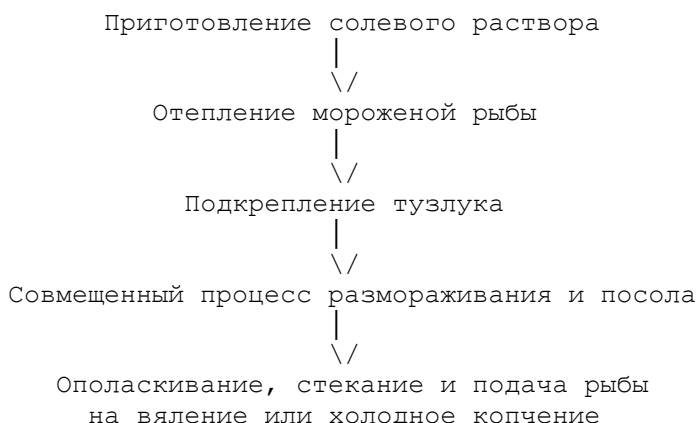 Приготовление солевого раствора
Отепление мороженой рыбы
Подкрепление тузлука
Совмещенный процесс размораживания и посола
Ополаскивание, стекание и подача рыбы
на вяление или холодное копчение